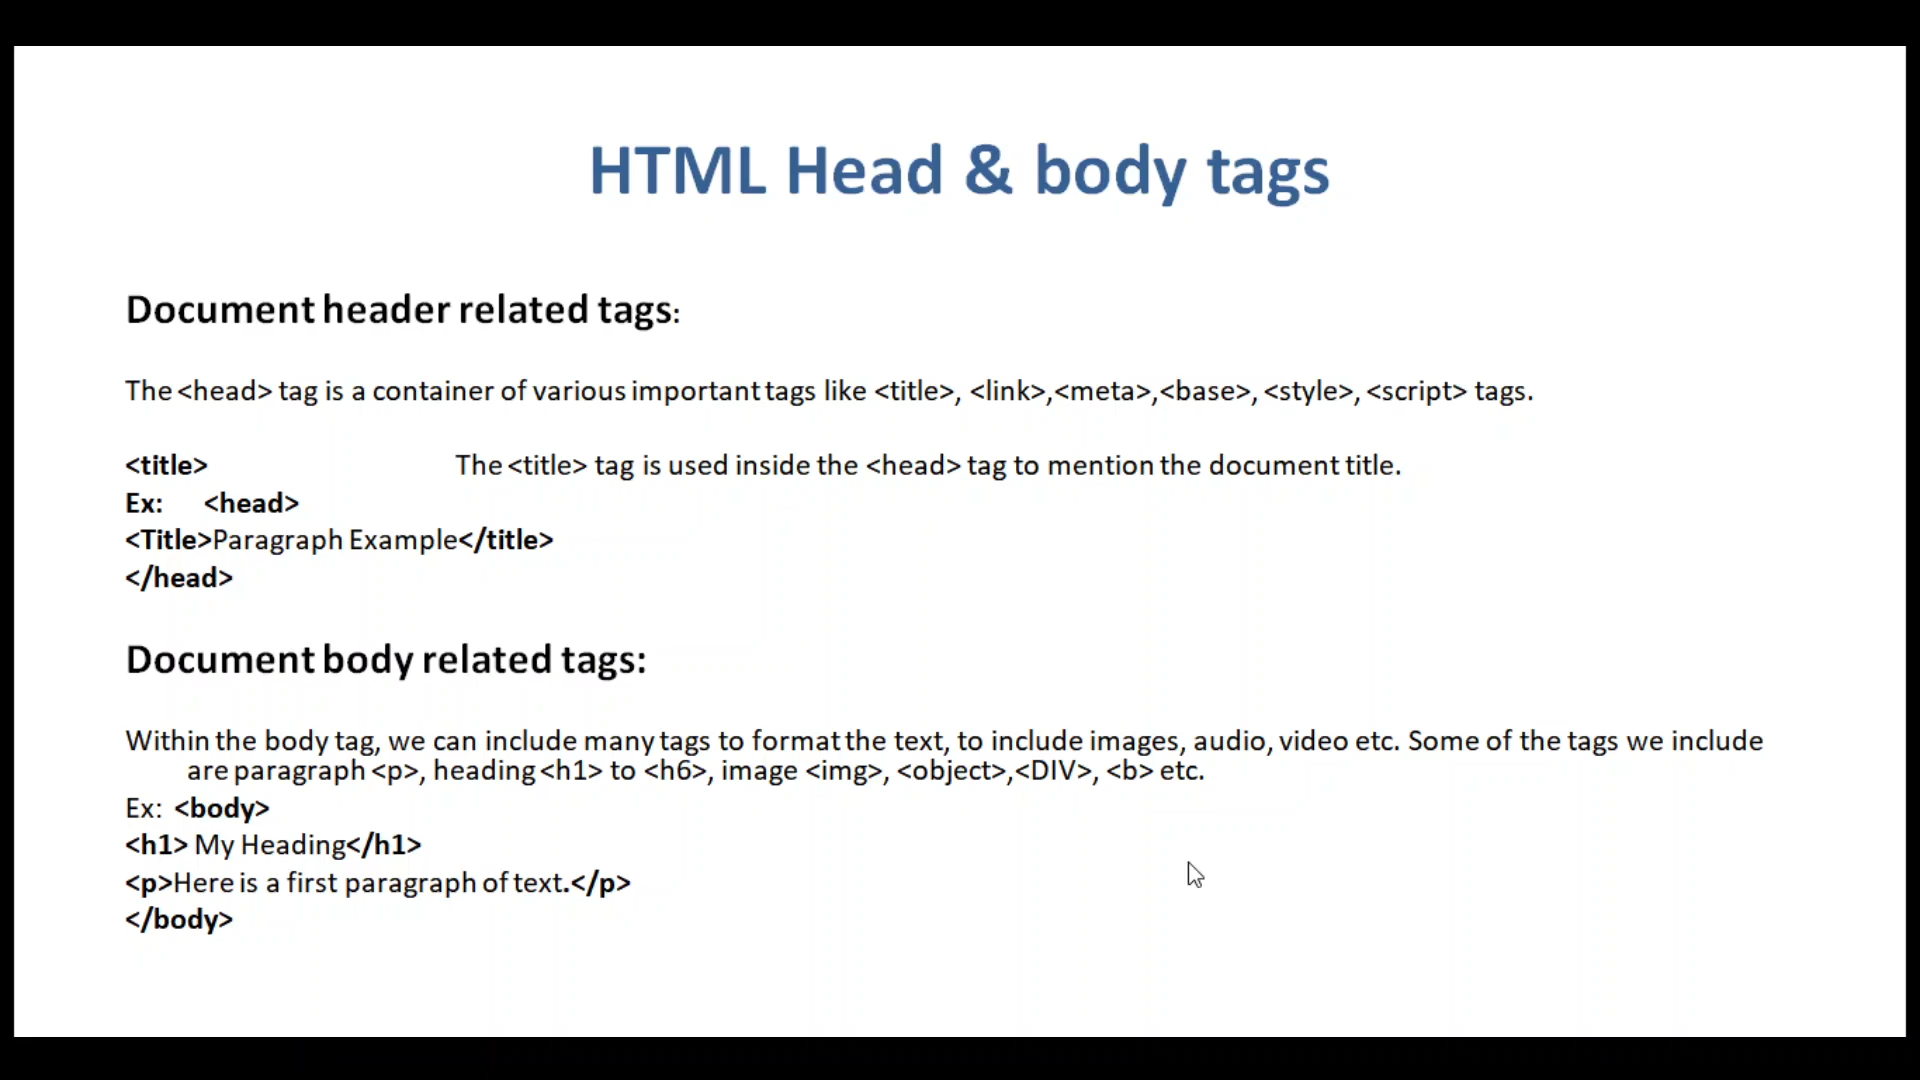 HTML Head & body tags
Document header related tags:
The <head> tag is a container of various important tags like <title>, <link>,<meta>,<base>, <style>, <script> tags.
<title> The <title> tag is used inside the <head> tag to mention the document title.
Ex: <head>
<Title>Paragraph Example</title>
</head>
Document body related tags:
Within the body tag, we can include many tags to format the text, to include images, audio, video etc. Some of the tags we include
are paragraph <p>, heading <h1> to <h6>, image <img>, <object>,<DIV>, <b> etc.
Ex: <body>
<h1> My Heading</h1>
<p>Here is a first paragraph of text.</p>
</body>